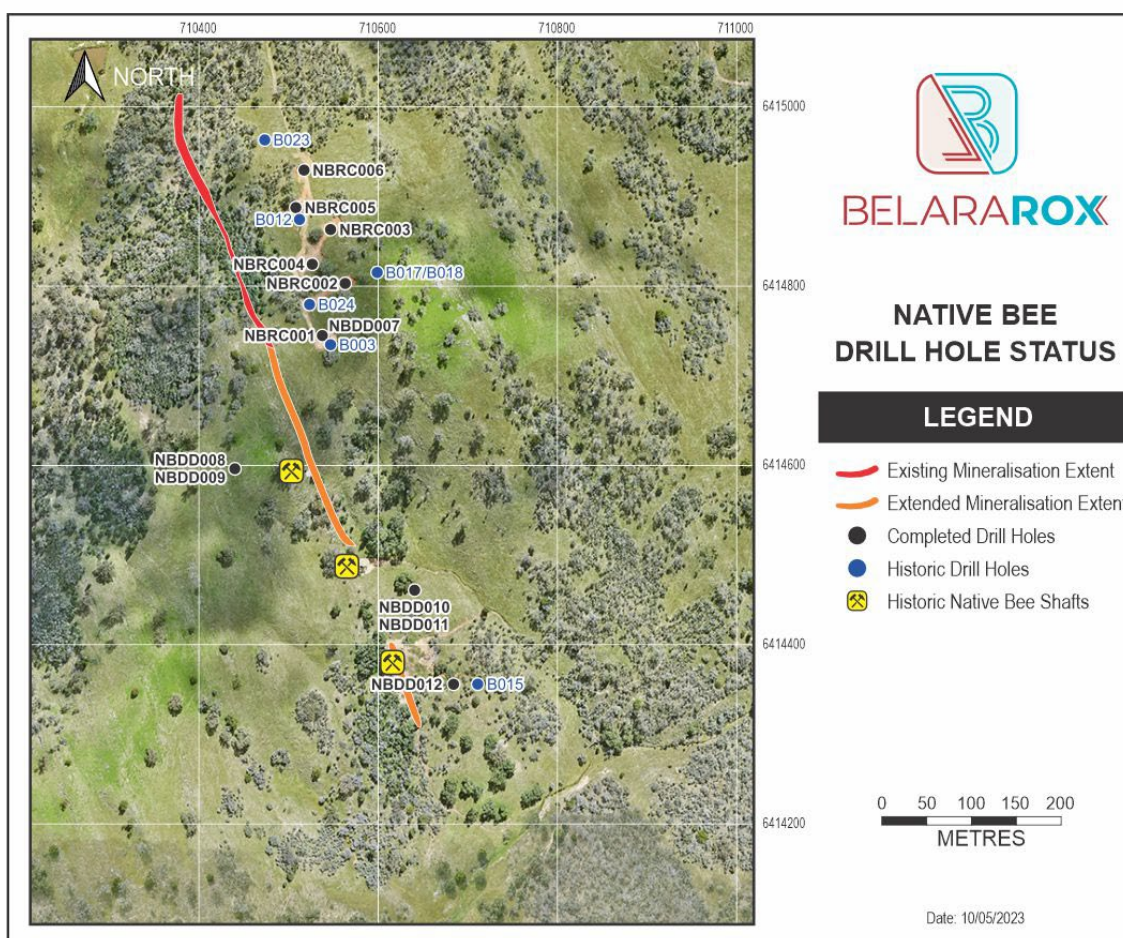 710400
710600
710800
711000
NORTH
6415000
B023
NBRC006
NBRC005
B012
NBRC003
NBRC004
B017/B018
NBRC002
6414800
B024
NBDD007
NBRC001
B003
NBDD008
NBDD009
6414600
NBDD010
NBDD011
6414400
NBDD012
B015
6414200
BELARAROX
NATIVE BEE
DRILL HOLE STATUS
LEGEND
Existing Mineralisation Extent
Extended Mineralisation Extent
Completed Drill Holes
Historic Drill Holes
Historic Native Bee Shafts
0 50 100 150 200
METRES
Date: 10/05/2023